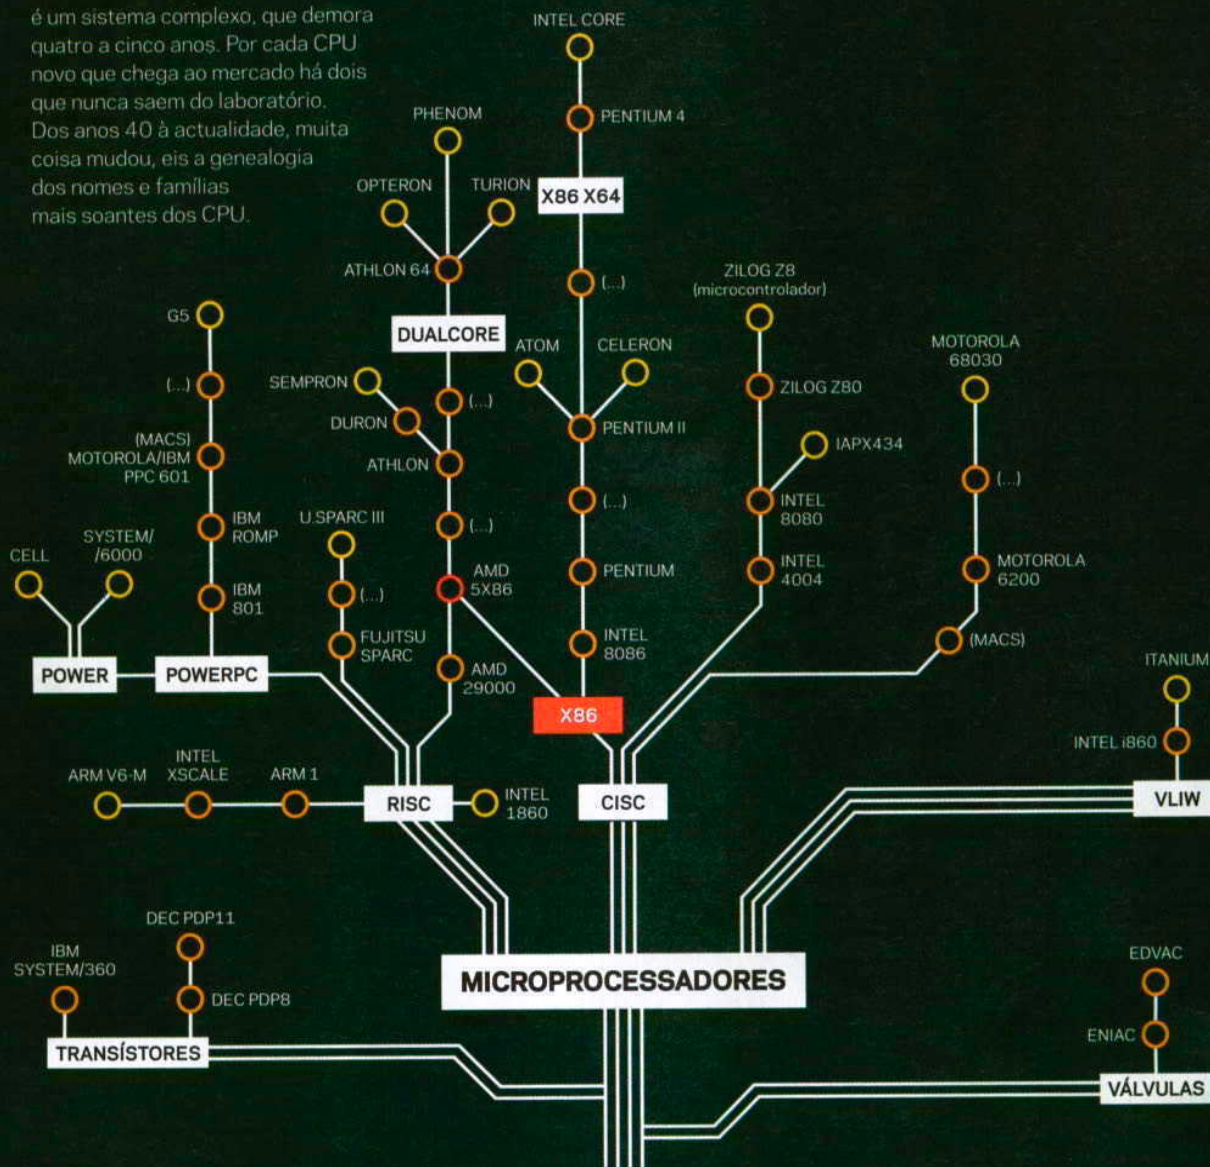 é um sistema complexo, que demora
quatro a cinco anos. Por cada CPU
novo que chega ao mercado há dois
que nunca saem do laboratório.
Dos anos 40 à actualidade, muita
coisa mudou, eis a genealogia
dos nomes e famílias
mais soantes dos CPU.
INTEL CORE
PENTIUM 4
X86 X64
(...)
PHENOM
OPTERON
TURION
ATHLON 64
DUALCORE
ZILOG Z8
(microcontrolador)
G5
(...)
(MACS)
MOTOROLA/IBM
PPC 601
IBM
ROMP
IBM
801
SEMPRON
DURON
(...)
ATHLON
(...)
AMD
5X86
AMD
29000
ATOM
CELERON
PENTIUM II
(...)
PENTIUM
INTEL
8086
X86
ZILOG Z80
IAPX434
INTEL
8080
INTEL
4004
MOTOROLA
68030
(...)
MOTOROLA
6200
(MACS)
CELL
SYSTEM/
/6000
POWER
POWERPC
U.SPARC III
(...)
FUJITSU
SPARC
ARM V6-M
INTEL
XSCALE
ARM 1
RISC
INTEL
1860
CISC
ITANIUM
INTEL i860
VLIW
MICROPROCESSADORES
IBM
SYSTEM/360
DEC PDP11
DEC PDP8
TRANSÍSTORES
EDVAC
ENIAC
VÁLVULAS